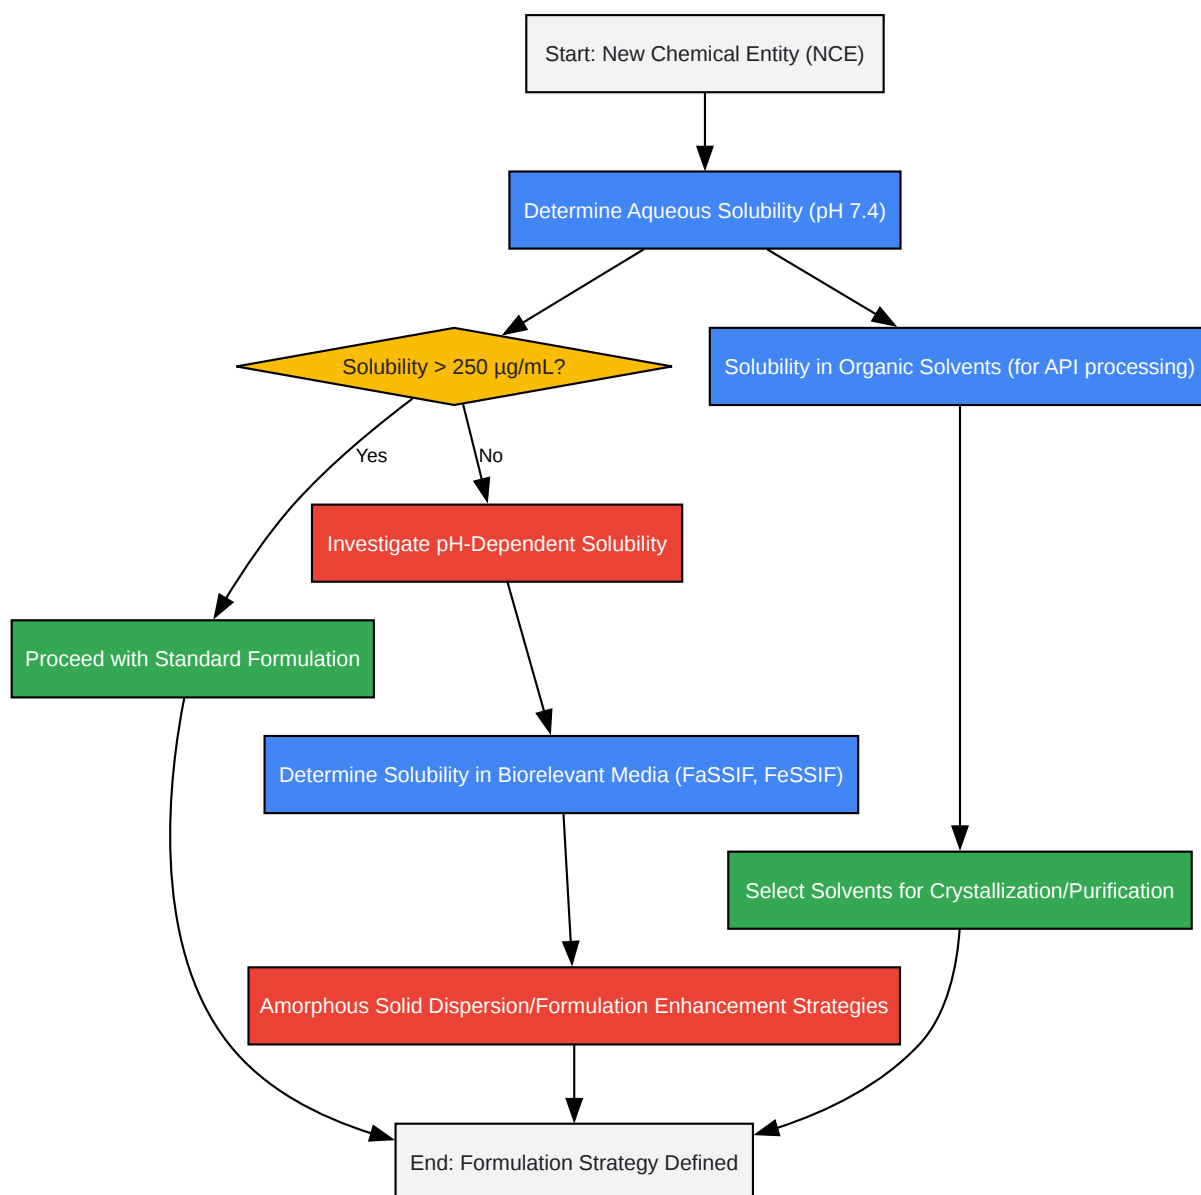 Start: New Chemical Entity (NCE)
Determine Aqueous Solubility (pH 7.4)
Solubility > 250 µg/mL?
Solubility in Organic Solvents (for API processing)
Yes
No
Investigate pH-Dependent Solubility
Proceed with Standard Formulation
Determine Solubility in Biorelevant Media (FaSSIF, FeSSIF)
Select Solvents for Crystallization/Purification
Amorphous Solid Dispersion/Formulation Enhancement Strategies
End: Formulation Strategy Defined